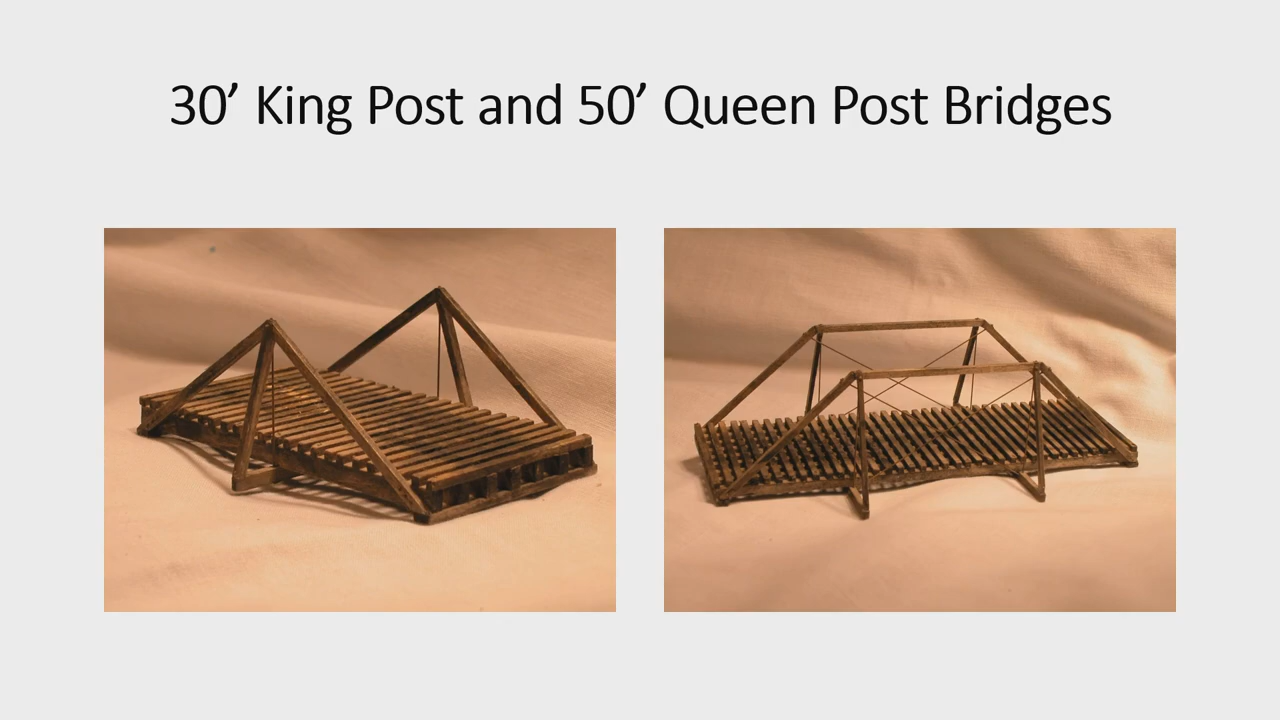 30’ King Post and 50’ Queen Post Bridges